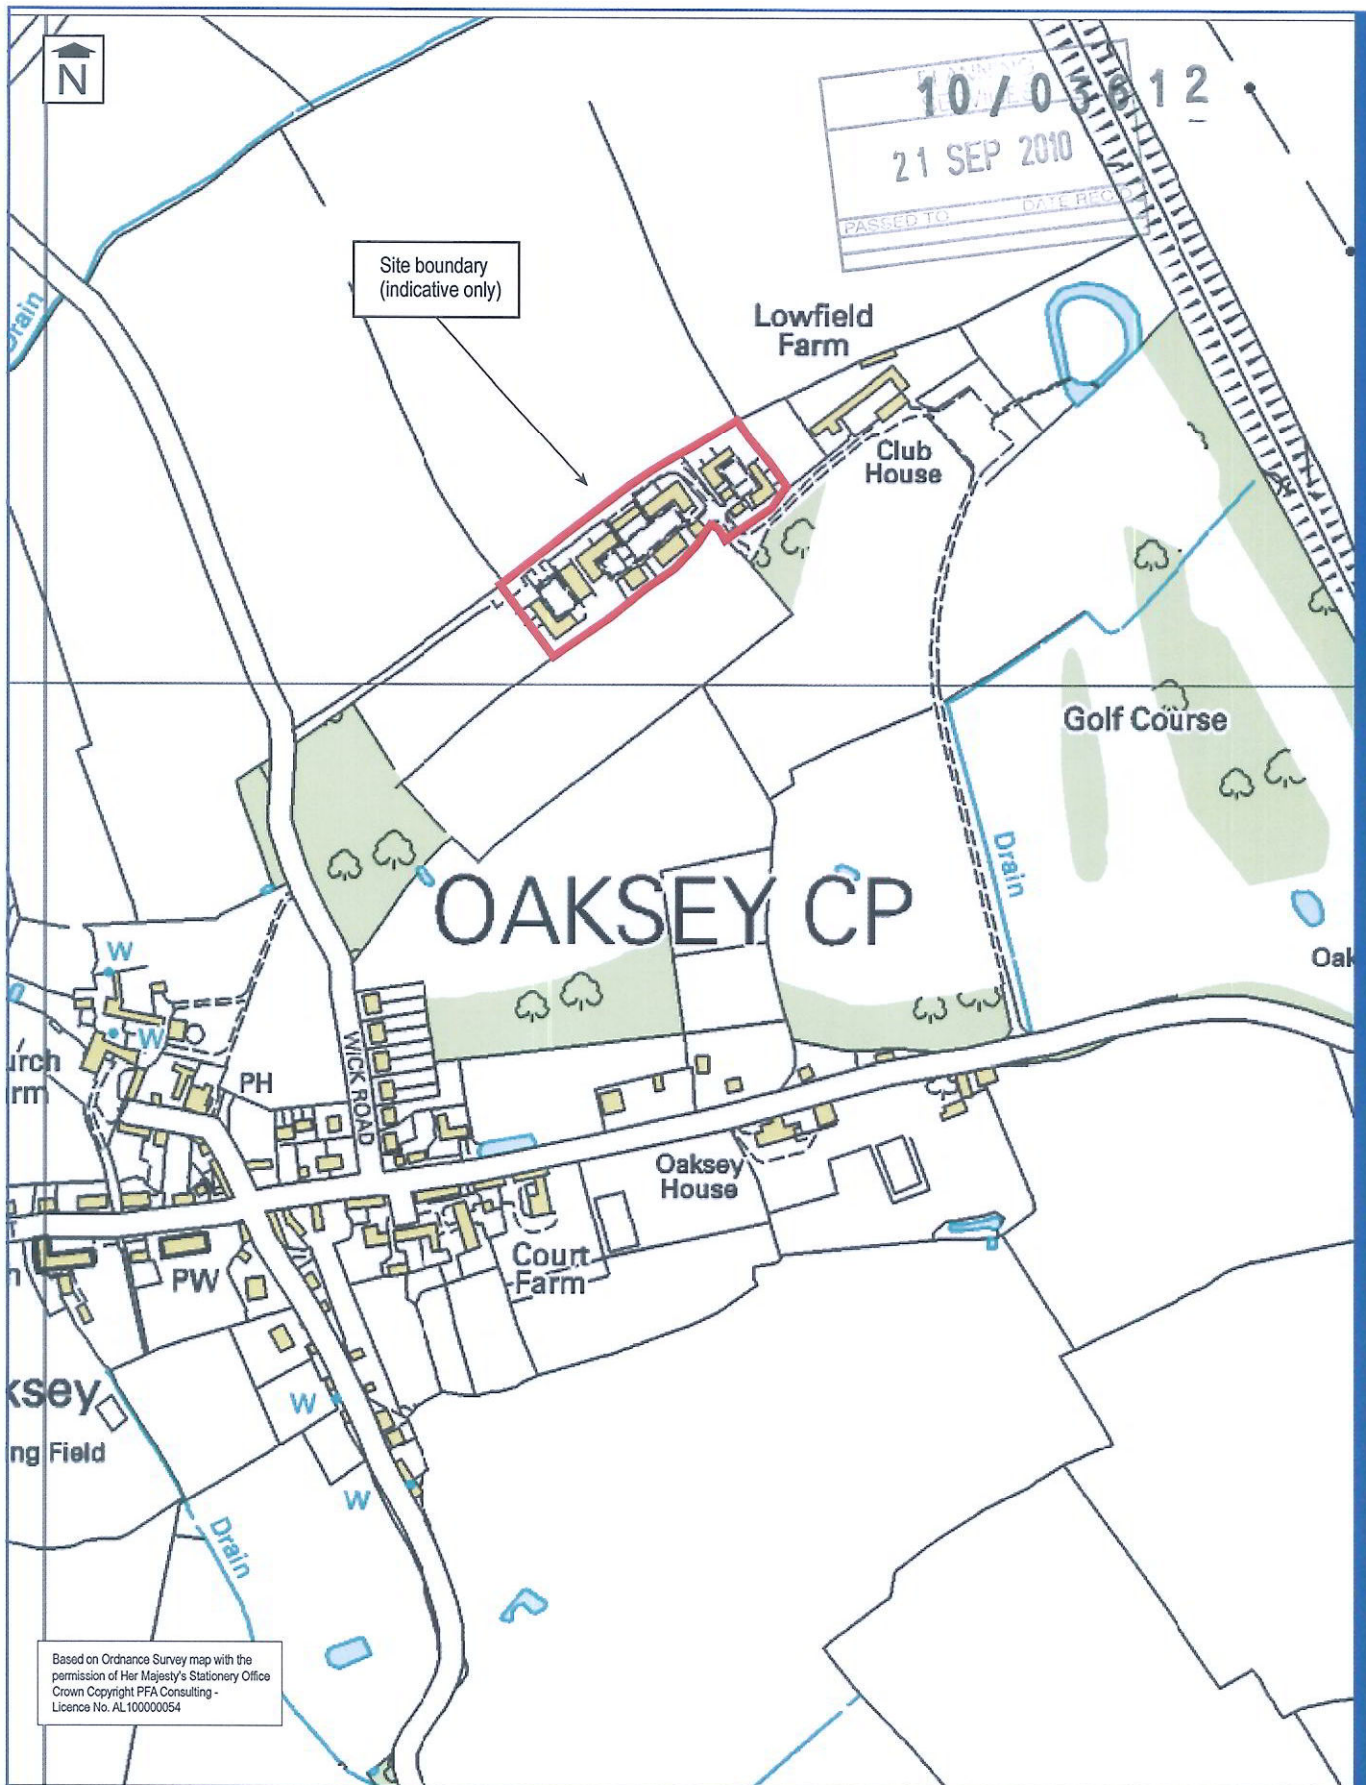 N
10/03612
21 SEP 2010
PASSED TO
DATE REC'D
Site boundary
(indicative only)
Drain
Lowfield
Farm
Club
House
Golf Course
Drain
OAKSEY CP
Oak
W
W
urch
rm
PH
WICK ROAD
Oaksey
House
Court
Farm
PW
n
ksey
ng Field
W
W
Drain
Based on Ordnance Survey map with the
permission of Her Majesty's Stationery Office
Crown Copyright PFA Consulting -
Licence No. AL100000054